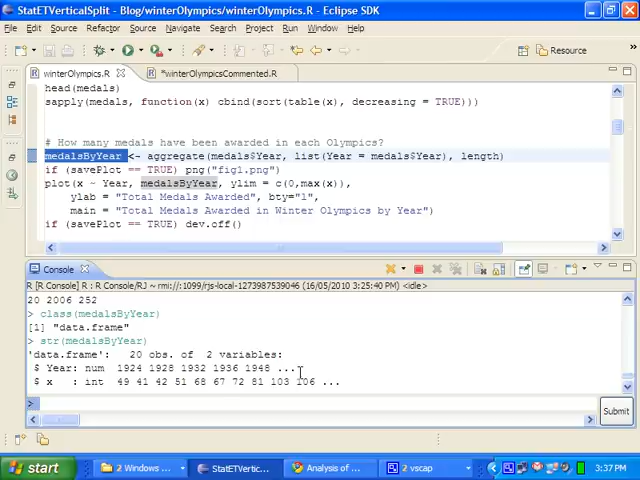 StatETVerticalSplit - Blog/winterOlympics/winterOlympics.R - Eclipse SDK
File Edit Source Refactor Navigate Search Project Run Window Help
Resource
winterOlympics.R *winterOlympicsCommented.R
head(medals)
sapply(medals, function(x) cbind(sort(table(x), decreasing = TRUE)))
# How many medals have been awarded in each Olympics?
medalsByYear <- aggregate(medals$Year, list(Year = medals$Year), length)
if (savePlot == TRUE) png("fig1.png")
plot(x ~ Year, medalsByYear, ylim = c(0,max(x)),
ylab = "Total Medals Awarded", bty="l",
main = "Total Medals Awarded in Winter Olympics by Year")
if (savePlot == TRUE) dev.off()
Console
R [R Console] R : R Console/RJ ~ rmi://:1099/rjs-local-1273987539046 (16/05/2010 3:25:40 PM) <idle>
20 2006 252
> class(medalsByYear)
[1] "data.frame"
> str(medalsByYear)
'data.frame': 20 obs. of 2 variables:
$ Year: num 1924 1928 1932 1936 1948 ...
$ x : int 49 41 42 51 68 67 72 81 103 106 ...
>
Submit
start 2 Windows ... StatETVertic... Analysis of ... 2 vscap 3:37 PM